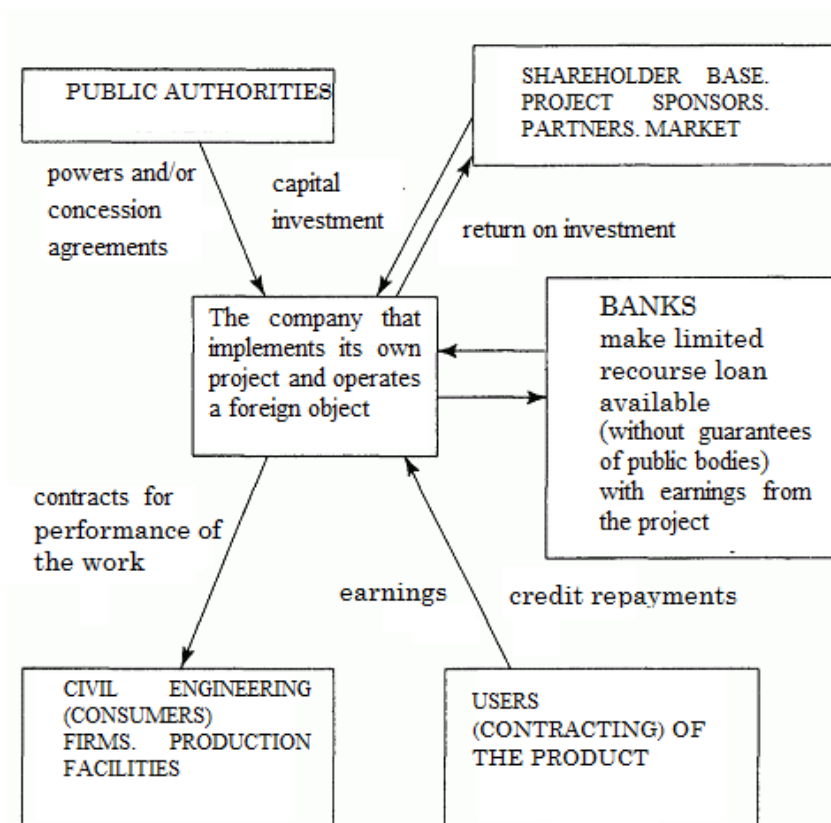 PUBLIC AUTHORITIES
SHAREHOLDER BASE.
PROJECT SPONSORS.
PARTNERS. MARKET
powers and/or
concession
agreements
capital
investment
return on investment
The company that
implements its own
project and operates
a foreign object
BANKS
make limited
recourse loan
available
(without guarantees
of public bodies)
with earnings from
the project
contracts for
performance of
the work
earnings
credit repayments
CIVIL ENGINEERING
(CONSUMERS)
FIRMS. PRODUCTION
FACILITIES
USERS
(CONTRACTING) OF
THE PRODUCT